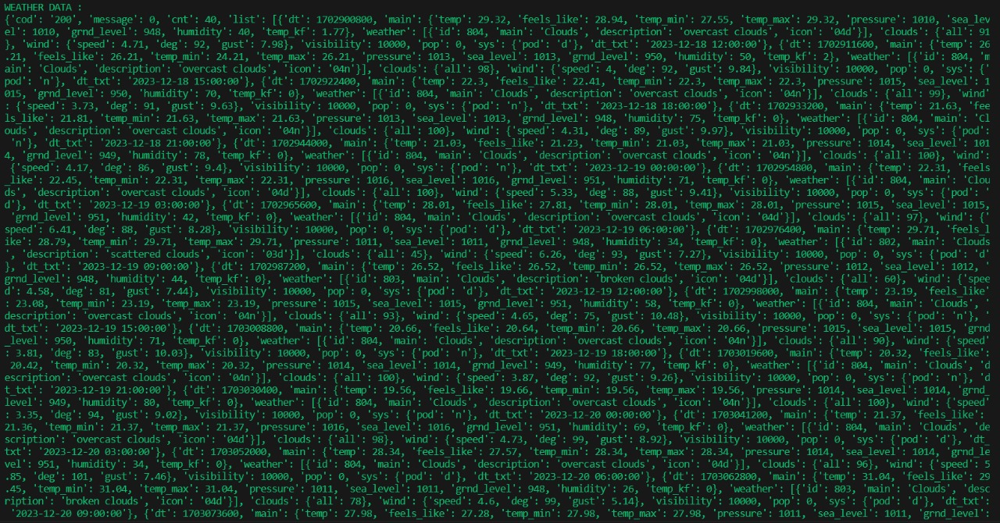 WEATHER DATA :
{'cod': '200', 'message': 0, 'cnt': 40, 'list': [{'dt': 1702900800, 'main': {'temp': 29.32, 'feels_like': 28.94, 'temp_min': 27.55, 'temp_max': 29.32, 'pressure': 1010, 'sea_lev
el': 1010, 'grnd_level': 948, 'humidity': 40, 'temp_kf': 1.77}, 'weather': [{'id': 804, 'main': 'Clouds', 'description': 'overcast clouds', 'icon': '04d'}], 'clouds': {'all': 91
}, 'wind': {'speed': 4.71, 'deg': 92, 'gust': 7.98}, 'visibility': 10000, 'pop': 0, 'sys': {'pod': 'd'}, 'dt_txt': '2023-12-18 12:00:00'}, {'dt': 1702911600, 'main': {'temp': 26
.21, 'feels_like': 26.21, 'temp_min': 24.21, 'temp_max': 26.21, 'pressure': 1013, 'sea_level': 1013, 'grnd_level': 950, 'humidity': 50, 'temp_kf': 2}, 'weather': [{'id': 804, 'm
ain': 'Clouds', 'description': 'overcast clouds', 'icon': '04n'}], 'clouds': {'all': 98}, 'wind': {'speed': 4, 'deg': 92, 'gust': 9.84}, 'visibility': 10000, 'pop': 0, 'sys': {'
pod': 'n'}, 'dt_txt': '2023-12-18 15:00:00'}, {'dt': 1702922400, 'main': {'temp': 22.3, 'feels_like': 22.41, 'temp_min': 22.3, 'temp_max': 22.3, 'pressure': 1015, 'sea_level': 1
015, 'grnd_level': 950, 'humidity': 70, 'temp_kf': 0}, 'weather': [{'id': 804, 'main': 'Clouds', 'description': 'overcast clouds', 'icon': '04n'}], 'clouds': {'all': 99}, 'wind'
: {'speed': 3.73, 'deg': 91, 'gust': 9.63}, 'visibility': 10000, 'pop': 0, 'sys': {'pod': 'n'}, 'dt_txt': '2023-12-18 18:00:00'}, {'dt': 1702933200, 'main': {'temp': 21.63, 'fee
ls_like': 21.81, 'temp_min': 21.63, 'temp_max': 21.63, 'pressure': 1013, 'sea_level': 1013, 'grnd_level': 948, 'humidity': 75, 'temp_kf': 0}, 'weather': [{'id': 804, 'main': 'Cl
ouds', 'description': 'overcast clouds', 'icon': '04n'}], 'clouds': {'all': 100}, 'wind': {'speed': 4.31, 'deg': 89, 'gust': 9.97}, 'visibility': 10000, 'pop': 0, 'sys': {'pod':
'n'}, 'dt_txt': '2023-12-18 21:00:00'}, {'dt': 1702944000, 'main': {'temp': 21.03, 'feels_like': 21.23, 'temp_min': 21.03, 'temp_max': 21.03, 'pressure': 1014, 'sea_level': 101
4, 'grnd_level': 949, 'humidity': 78, 'temp_kf': 0}, 'weather': [{'id': 804, 'main': 'Clouds', 'description': 'overcast clouds', 'icon': '04n'}], 'clouds': {'all': 100}, 'wind':
{'speed': 4.17, 'deg': 86, 'gust': 9.4}, 'visibility': 10000, 'pop': 0, 'sys': {'pod': 'n'}, 'dt_txt': '2023-12-19 00:00:00'}, {'dt': 1702954800, 'main': {'temp': 22.31, 'feels
_like': 22.45, 'temp_min': 22.31, 'temp_max': 22.31, 'pressure': 1016, 'sea_level': 1016, 'grnd_level': 951, 'humidity': 71, 'temp_kf': 0}, 'weather': [{'id': 804, 'main': 'Clou
ds', 'description': 'overcast clouds', 'icon': '04d'}], 'clouds': {'all': 100}, 'wind': {'speed': 5.33, 'deg': 88, 'gust': 9.41}, 'visibility': 10000, 'pop': 0, 'sys': {'pod': '
d'}, 'dt_txt': '2023-12-19 03:00:00'}, {'dt': 1702965600, 'main': {'temp': 28.01, 'feels_like': 27.81, 'temp_min': 28.01, 'temp_max': 28.01, 'pressure': 1015, 'sea_level': 1015,
'grnd_level': 951, 'humidity': 42, 'temp_kf': 0}, 'weather': [{'id': 804, 'main': 'Clouds', 'description': 'overcast clouds', 'icon': '04d'}], 'clouds': {'all': 97}, 'wind': {'
speed': 6.41, 'deg': 88, 'gust': 8.28}, 'visibility': 10000, 'pop': 0, 'sys': {'pod': 'd'}, 'dt_txt': '2023-12-19 06:00:00'}, {'dt': 1702976400, 'main': {'temp': 29.71, 'feels_l
ike': 28.79, 'temp_min': 29.71, 'temp_max': 29.71, 'pressure': 1011, 'sea_level': 1011, 'grnd_level': 948, 'humidity': 34, 'temp_kf': 0}, 'weather': [{'id': 802, 'main': 'Clouds
', 'description': 'scattered clouds', 'icon': '03d'}], 'clouds': {'all': 45}, 'wind': {'speed': 6.26, 'deg': 93, 'gust': 7.27}, 'visibility': 10000, 'pop': 0, 'sys': {'pod': 'd'
}, 'dt_txt': '2023-12-19 09:00:00'}, {'dt': 1702987200, 'main': {'temp': 26.52, 'feels_like': 26.52, 'temp_min': 26.52, 'temp_max': 26.52, 'pressure': 1012, 'sea_level': 1012, '
grnd_level': 948, 'humidity': 44, 'temp_kf': 0}, 'weather': [{'id': 803, 'main': 'Clouds', 'description': 'broken clouds', 'icon': '04d'}], 'clouds': {'all': 60}, 'wind': {'spee
d': 4.58, 'deg': 81, 'gust': 7.44}, 'visibility': 10000, 'pop': 0, 'sys': {'pod': 'd'}, 'dt_txt': '2023-12-19 12:00:00'}, {'dt': 1702998000, 'main': {'temp': 23.19, 'feels_like'
: 23.08, 'temp_min': 23.19, 'temp_max': 23.19, 'pressure': 1015, 'sea_level': 1015, 'grnd_level': 951, 'humidity': 58, 'temp_kf': 0}, 'weather': [{'id': 804, 'main': 'Clouds', '
description': 'overcast clouds', 'icon': '04n'}], 'clouds': {'all': 93}, 'wind': {'speed': 4.65, 'deg': 75, 'gust': 10.48}, 'visibility': 10000, 'pop': 0, 'sys': {'pod': 'n'}, '
dt_txt': '2023-12-19 15:00:00'}, {'dt': 1703008800, 'main': {'temp': 20.66, 'feels_like': 20.64, 'temp_min': 20.66, 'temp_max': 20.66, 'pressure': 1015, 'sea_level': 1015, 'grnd
_level': 950, 'humidity': 71, 'temp_kf': 0}, 'weather': [{'id': 804, 'main': 'Clouds', 'description': 'overcast clouds', 'icon': '04n'}], 'clouds': {'all': 90}, 'wind': {'speed'
: 3.81, 'deg': 83, 'gust': 10.03}, 'visibility': 10000, 'pop': 0, 'sys': {'pod': 'n'}, 'dt_txt': '2023-12-19 18:00:00'}, {'dt': 1703019600, 'main': {'temp': 20.32, 'feels_like':
20.42, 'temp_min': 20.32, 'temp_max': 20.32, 'pressure': 1014, 'sea_level': 1014, 'grnd_level': 949, 'humidity': 77, 'temp_kf': 0}, 'weather': [{'id': 804, 'main': 'Clouds', 'd
escription': 'overcast clouds', 'icon': '04n'}], 'clouds': {'all': 100}, 'wind': {'speed': 3.87, 'deg': 92, 'gust': 9.26}, 'visibility': 10000, 'pop': 0, 'sys': {'pod': 'n'}, 'd
t_txt': '2023-12-19 21:00:00'}, {'dt': 1703030400, 'main': {'temp': 19.56, 'feels_like': 19.66, 'temp_min': 19.56, 'temp_max': 19.56, 'pressure': 1014, 'sea_level': 1014, 'grnd_
level': 949, 'humidity': 80, 'temp_kf': 0}, 'weather': [{'id': 804, 'main': 'Clouds', 'description': 'overcast clouds', 'icon': '04n'}], 'clouds': {'all': 100}, 'wind': {'speed'
: 3.35, 'deg': 94, 'gust': 9.02}, 'visibility': 10000, 'pop': 0, 'sys': {'pod': 'n'}, 'dt_txt': '2023-12-20 00:00:00'}, {'dt': 1703041200, 'main': {'temp': 21.37, 'feels_like':
21.36, 'temp_min': 21.37, 'temp_max': 21.37, 'pressure': 1016, 'sea_level': 1016, 'grnd_level': 951, 'humidity': 69, 'temp_kf': 0}, 'weather': [{'id': 804, 'main': 'Clouds', 'de
scription': 'overcast clouds', 'icon': '04d'}], 'clouds': {'all': 98}, 'wind': {'speed': 4.73, 'deg': 99, 'gust': 8.92}, 'visibility': 10000, 'pop': 0, 'sys': {'pod': 'd'}, 'dt_
txt': '2023-12-20 03:00:00'}, {'dt': 1703052000, 'main': {'temp': 28.34, 'feels_like': 27.57, 'temp_min': 28.34, 'temp_max': 28.34, 'pressure': 1014, 'sea_level': 1014, 'grnd_le
vel': 951, 'humidity': 34, 'temp_kf': 0}, 'weather': [{'id': 804, 'main': 'Clouds', 'description': 'overcast clouds', 'icon': '04d'}], 'clouds': {'all': 96}, 'wind': {'speed': 5
.85, 'deg': 101, 'gust': 7.46}, 'visibility': 10000, 'pop': 0, 'sys': {'pod': 'd'}, 'dt_txt': '2023-12-20 06:00:00'}, {'dt': 1703062800, 'main': {'temp': 31.04, 'feels_like': 29
.45, 'temp_min': 31.04, 'temp_max': 31.04, 'pressure': 1011, 'sea_level': 1011, 'grnd_level': 948, 'humidity': 26, 'temp_kf': 0}, 'weather': [{'id': 803, 'main': 'Clouds', 'desc
ription': 'broken clouds', 'icon': '04d'}], 'clouds': {'all': 78}, 'wind': {'speed': 4.6, 'deg': 99, 'gust': 5.14}, 'visibility': 10000, 'pop': 0, 'sys': {'pod': 'd'}, 'dt_txt':
'2023-12-20 09:00:00'}, {'dt': 1703073600, 'main': {'temp': 27.98, 'feels_like': 27.28, 'temp_min': 27.98, 'temp_max': 27.98, 'pressure': 1011, 'sea_level': 1011, 'grnd_level':